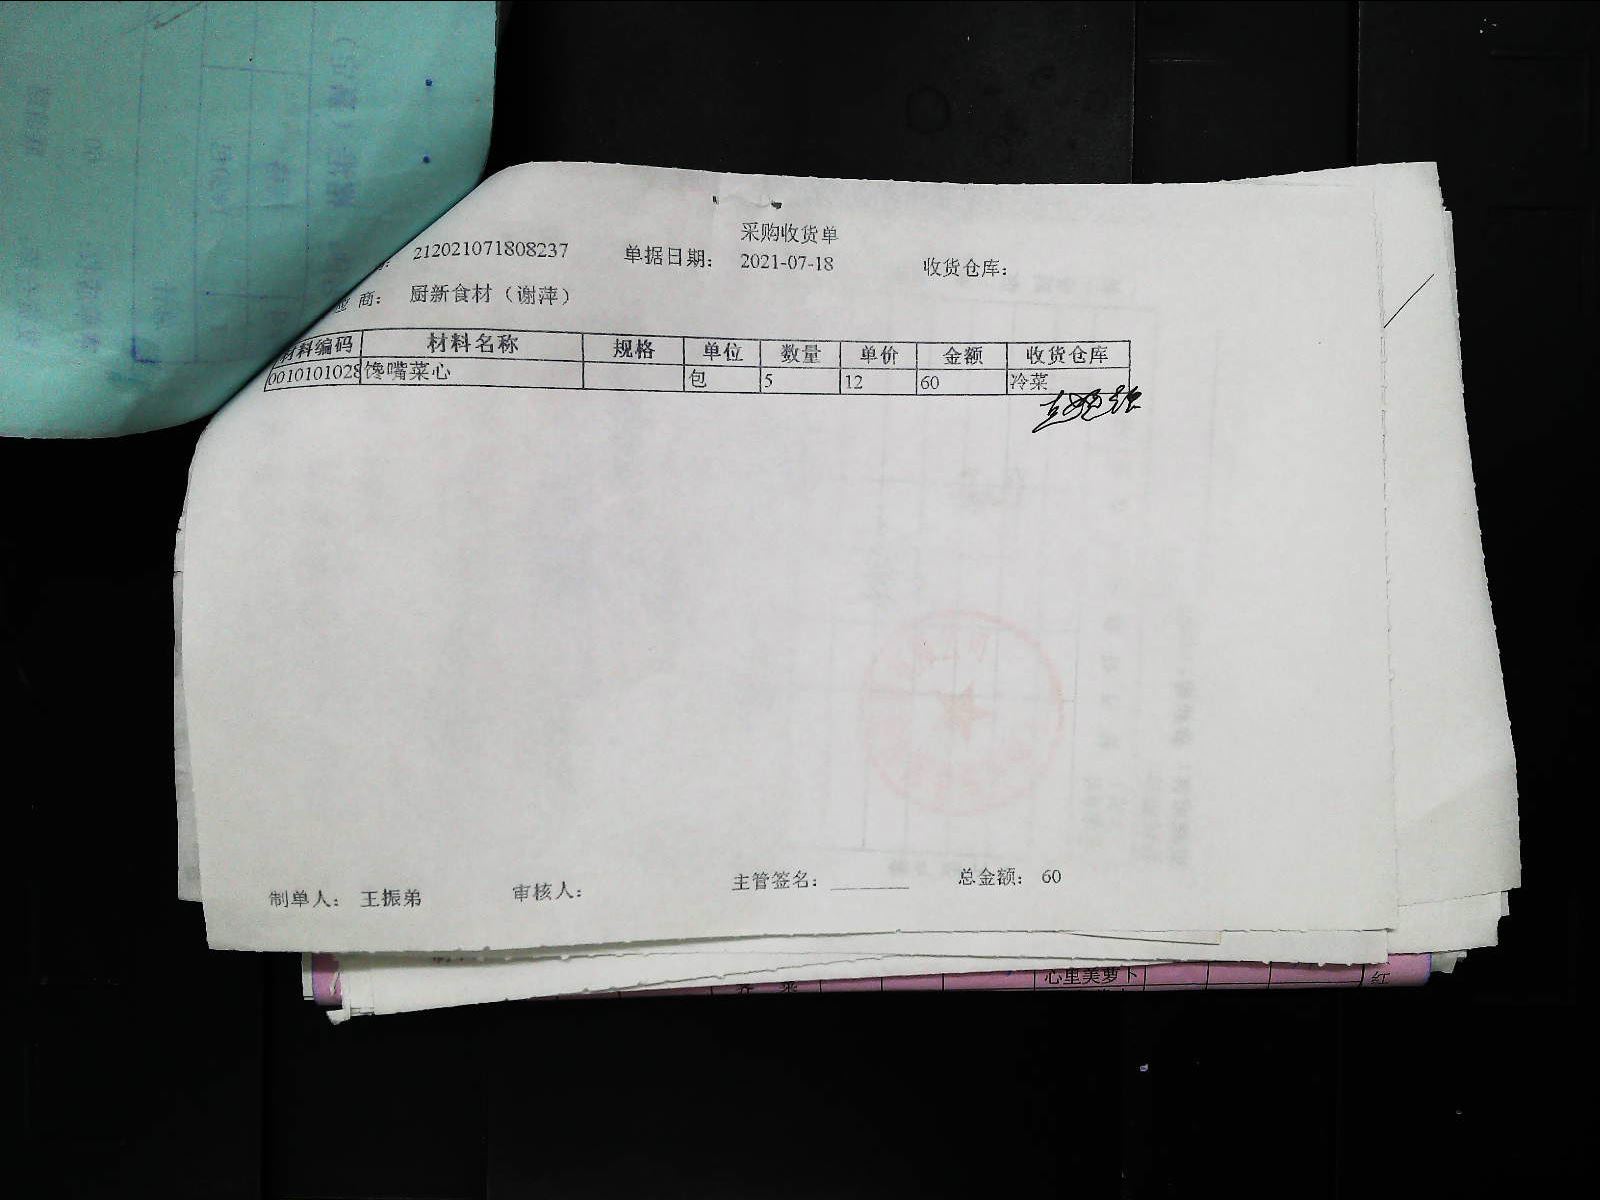 采购收货单
212021071808237 单据日期： 2021-07-18 收货仓库：
商： 厨新食材（谢萍）
材料编码 材料名称 规格 单位 数量 单价 金额 收货仓库
0010101028 馋嘴菜心 包 5 12 60 冷菜
制单人： 王振弟 审核人： 主管签名： 总金额： 60
心里美萝卜
红